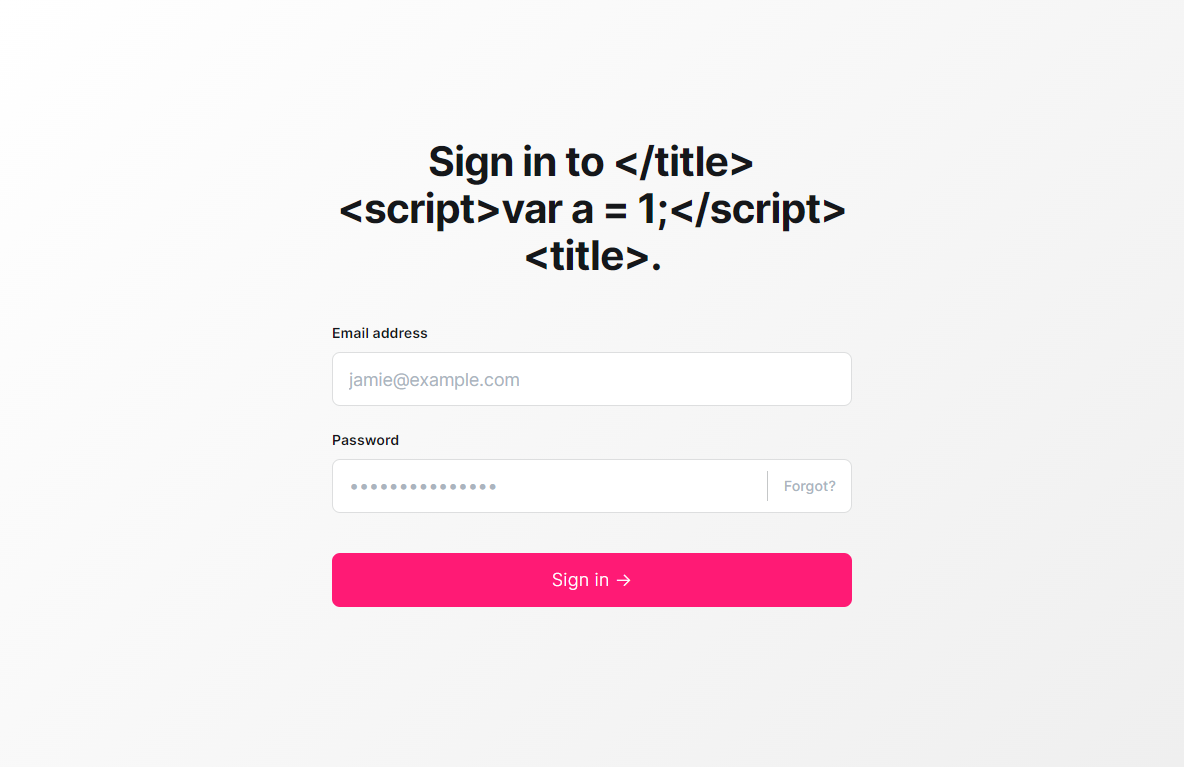 Sign in to </title>
<script>var a = 1;</script>
<title>.
Email address
jamie@example.com
Password
•••••••••••••••
Forgot?
Sign in →